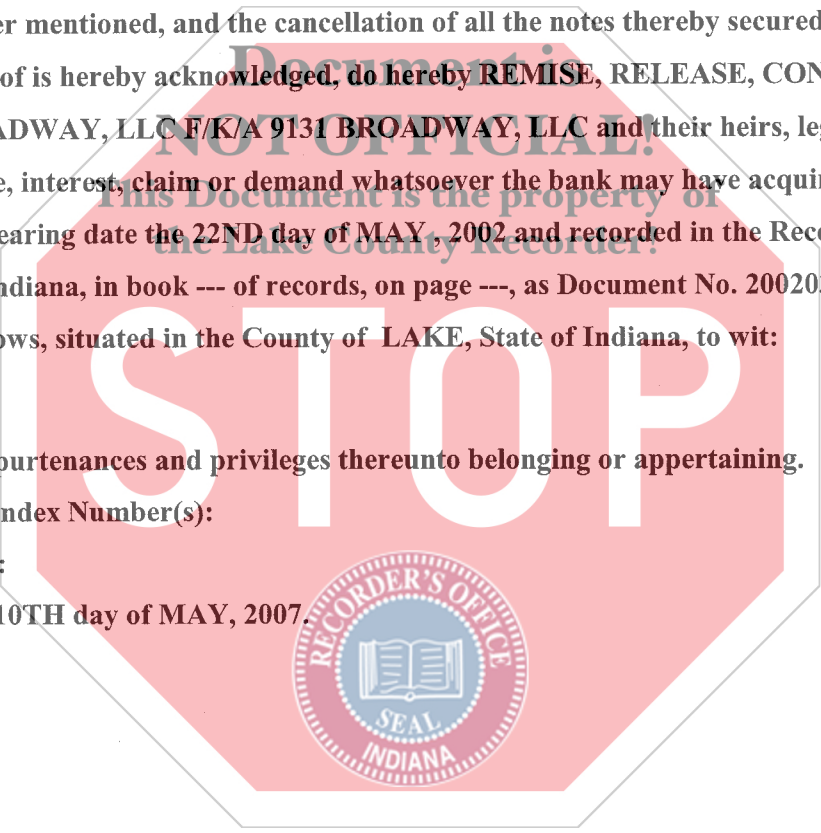 er mentioned, and the cancellation of all the notes thereby secured
Document is
of is hereby acknowledged, do hereby REMISE, RELEASE, CON
NOT OFFICIAL!
ADWAY, LLC F/K/A 9131 BROADWAY, LLC and their heirs, leg
e, interest, claim or demand whatsoever the bank may have acquir
This Document is the property of
earing date the 22ND day of MAY , 2002 and recorded in the Reco
the Lake County Recorder!
ndiana, in book --- of records, on page ---, as Document No. 20020
ows, situated in the County of LAKE, State of Indiana, to wit:
STOP
purtenances and privileges thereunto belonging or appertaining.
ndex Number(s):
:
10TH day of MAY, 2007.
RECORDER'S OFFICE
SEAL
INDIANA